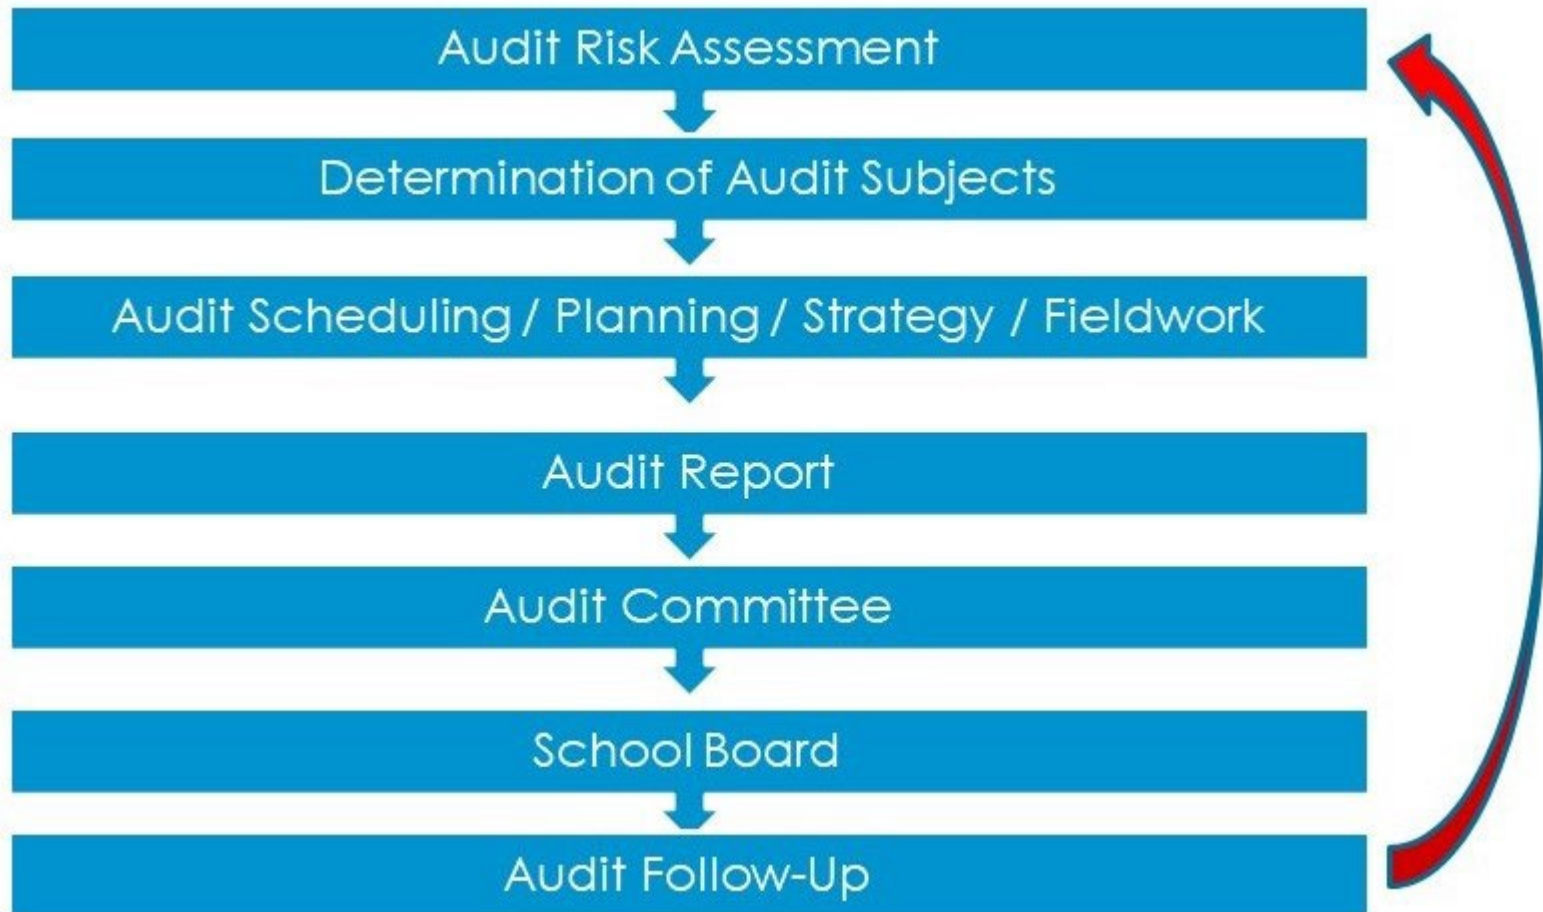 Audit Risk Assessment
Determination of Audit Subjects
Audit Scheduling / Planning / Strategy / Fieldwork
Audit Report
Audit Committee
School Board
Audit Follow-Up